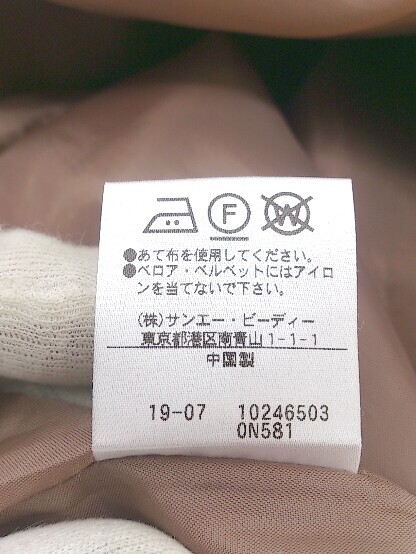 F W
●あて布を使用してください。
●ベロア・ベルベットにはアイロ
ンを当てないで下さい。
(株)サンエー・ビーディー
東京都港区南青山1-1-1
中国製
19-07 10246503
0N581